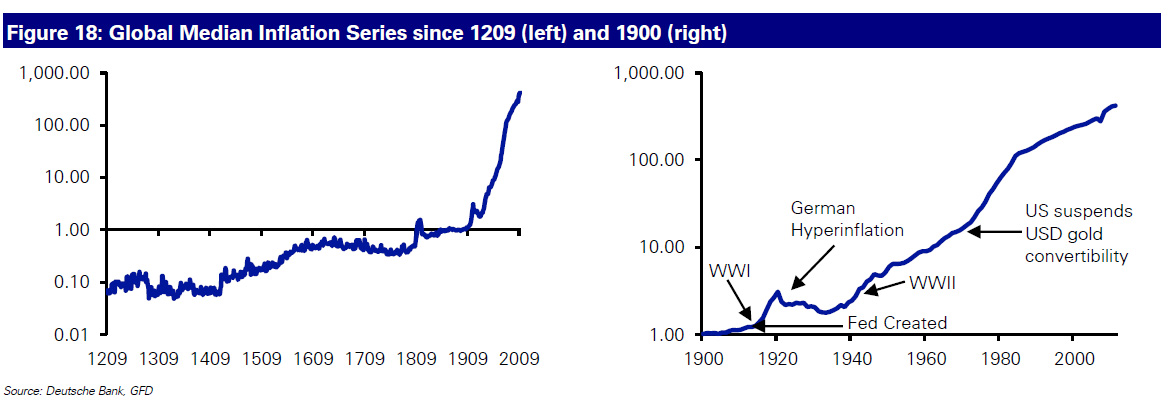 Figure 18: Global Median Inflation Series since 1209 (left) and 1900 (right)
1,000.00
100.00
10.00
1.00
0.10
0.01
1209 1309 1409 1509 1609 1709 1809 1909 2009
1,000.00
100.00
10.00
1.00
German
Hyperinflation
US suspends
USD gold
convertibility
WWI
WWII
Fed Created
1900 1920 1940 1960 1980 2000
Source: Deutsche Bank, GFD